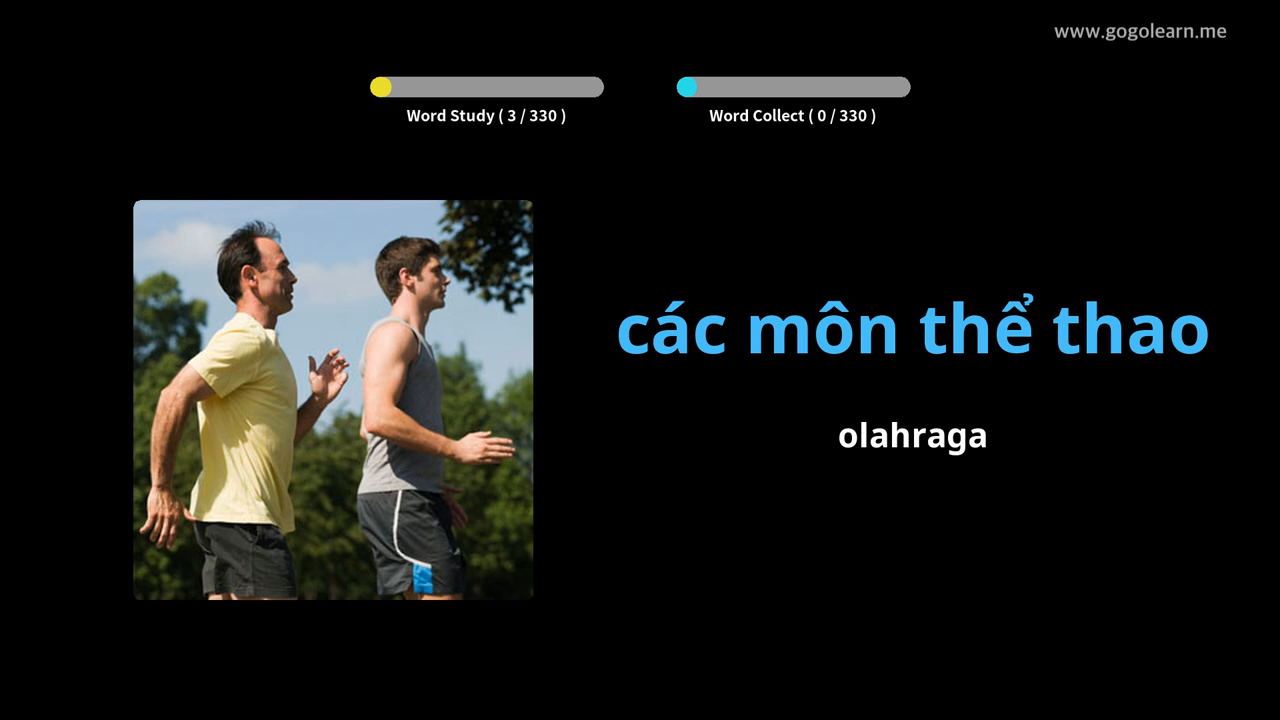 www.gogolearn.me
Word Study ( 3 / 330 )
Word Collect ( 0 / 330 )
các môn thể thao
olahraga